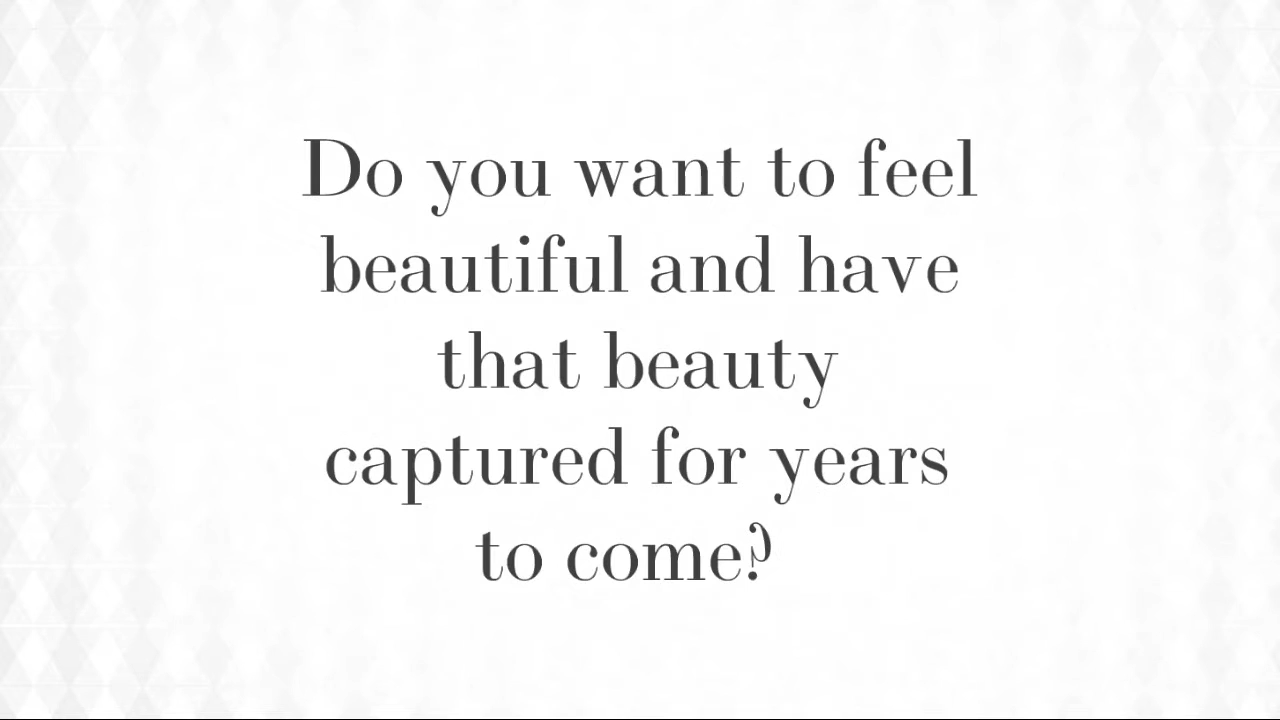 Do you want to feel
beautiful and have
that beauty
captured for years
to come?